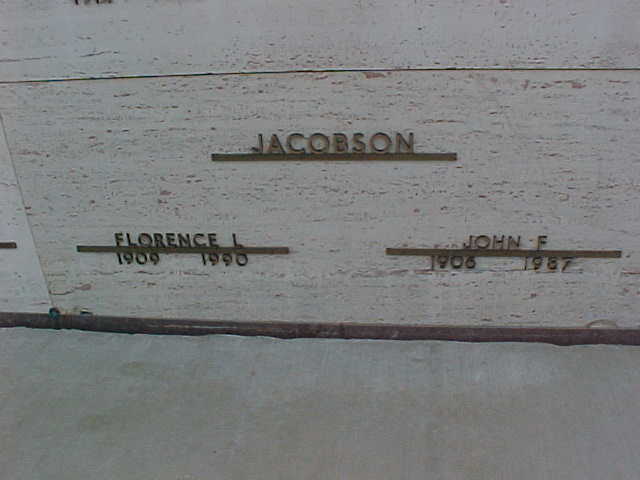 JACOBSON
FLORENCE L
1909 1990
JOHN F
1906 1987